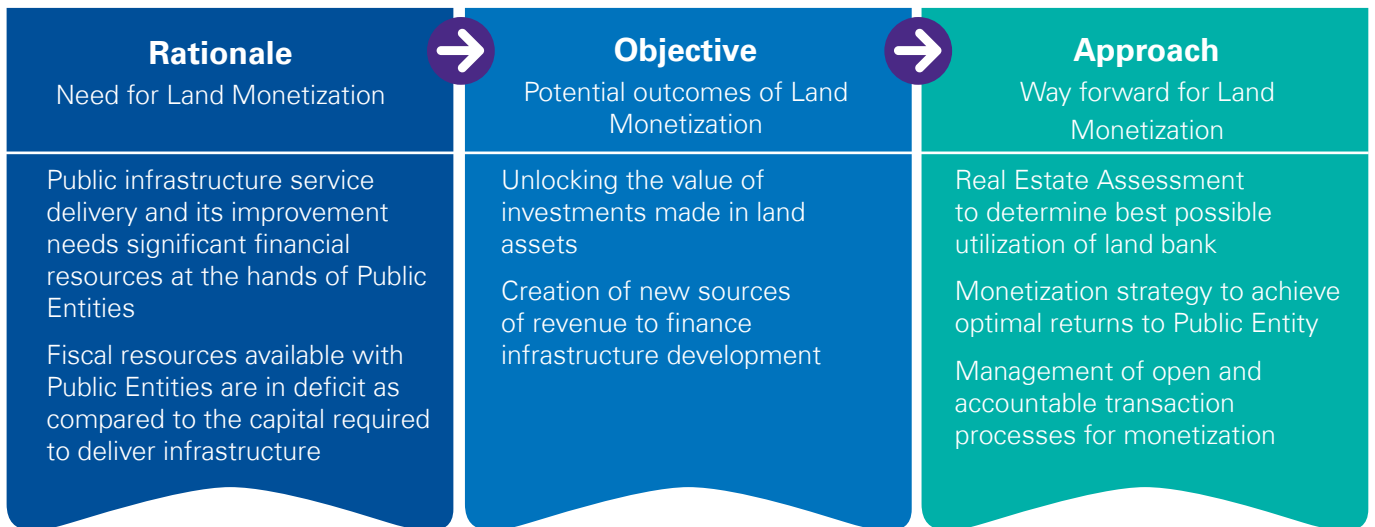 Rationale
Need for Land Monetization
Public infrastructure service
delivery and its improvement
needs significant financial
resources at the hands of Public
Entities
Fiscal resources available with
Public Entities are in deficit as
compared to the capital required
to deliver infrastructure
Objective
Potential outcomes of Land
Monetization
Unlocking the value of
investments made in land
assets
Creation of new sources
of revenue to finance
infrastructure development
Approach
Way forward for Land
Monetization
Real Estate Assessment
to determine best possible
utilization of land bank
Monetization strategy to achieve
optimal returns to Public Entity
Management of open and
accountable transaction
processes for monetization